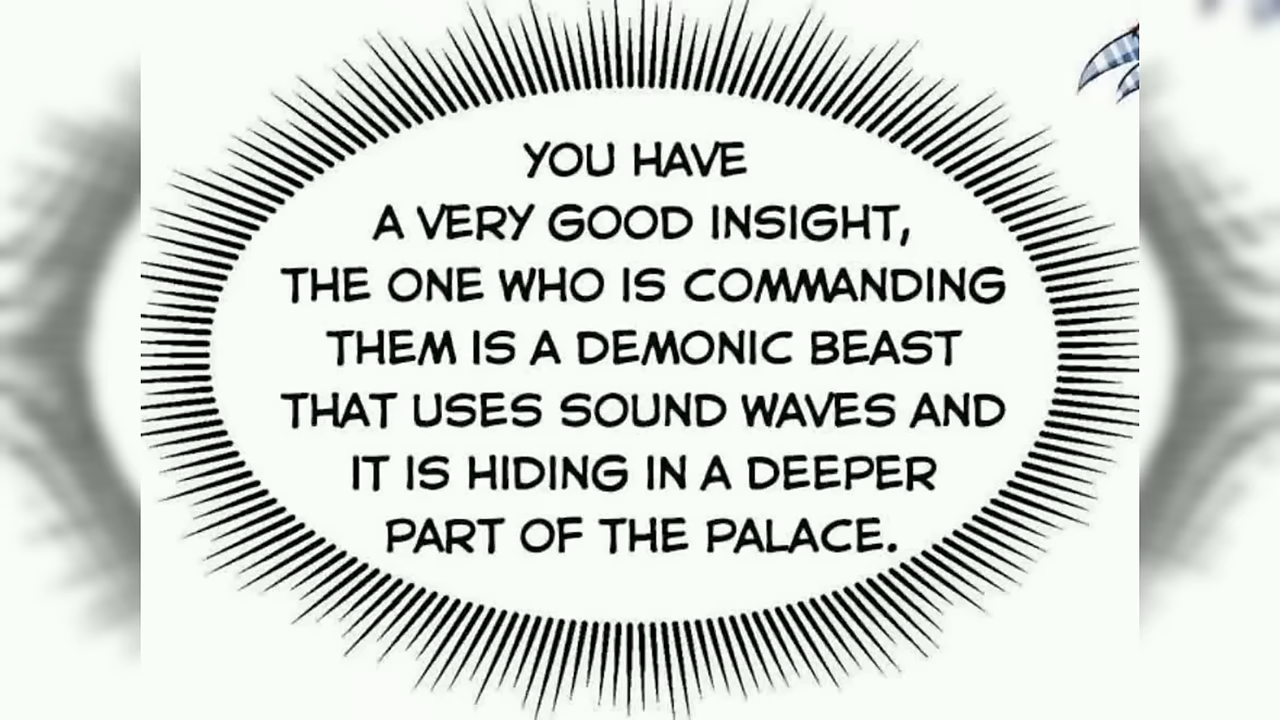 YOU HAVE
A VERY GOOD INSIGHT,
THE ONE WHO IS COMMANDING
THEM IS A DEMONIC BEAST
THAT USES SOUND WAVES AND
IT IS HIDING IN A DEEPER
PART OF THE PALACE.